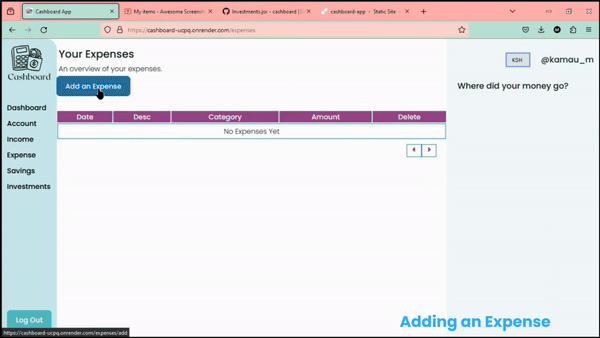 Cashboard App
My items - Awesome Screensh
Investments.jsx - cashboard [G
cashboard-app · Static Site
https://cashboard-ucpq.onrender.com/expenses
Cashboard
Your Expenses
An overview of your expenses.
Add an Expense
KSH
@kamau_m
Where did your money go?
Dashboard
Account
Income
Expense
Savings
Investments
Date Desc Category Amount Delete
No Expenses Yet
Log Out
Adding an Expense
https://cashboard-ucpq.onrender.com/expenses/add